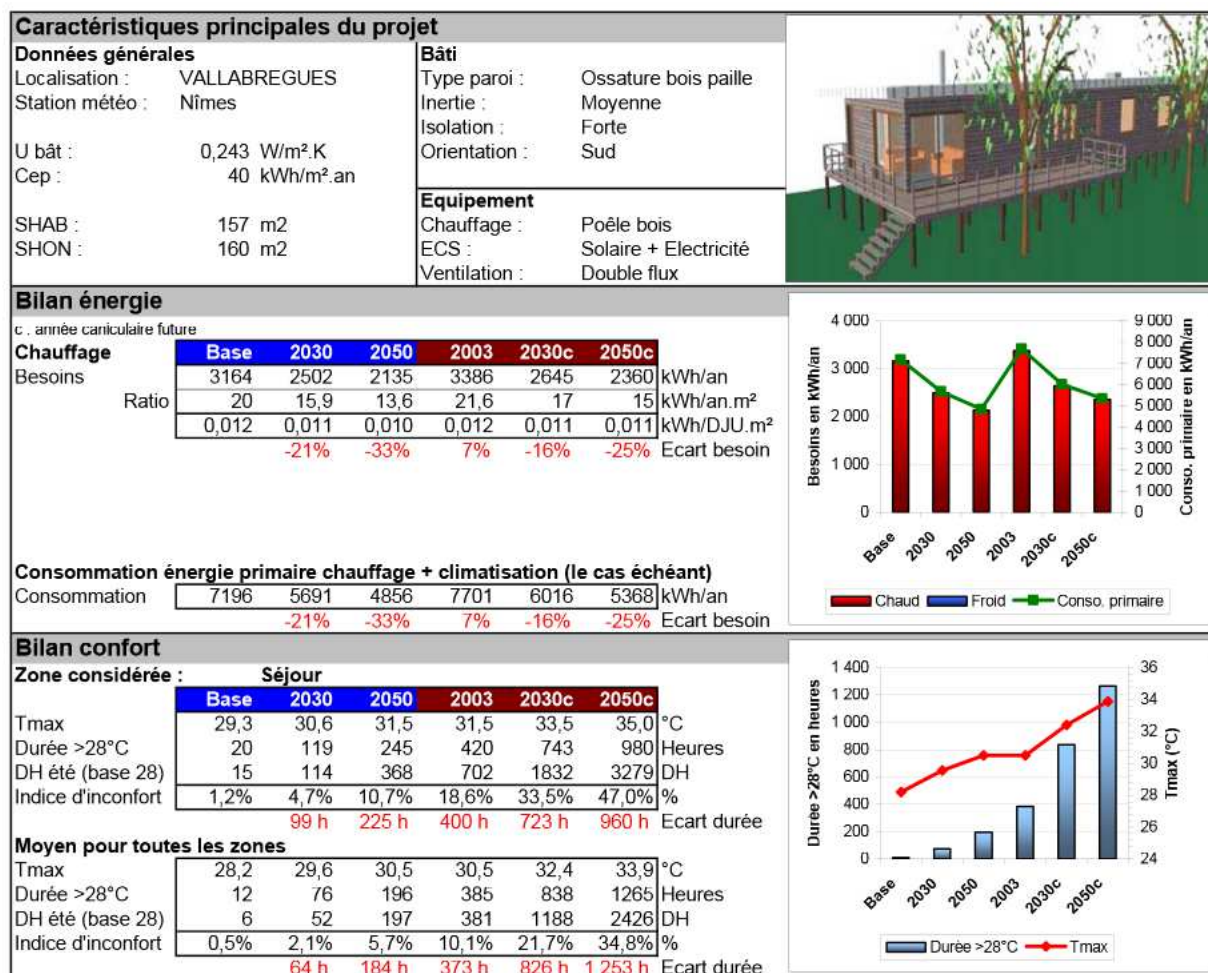 Caractéristiques principales du projet
Données générales
Localisation : VALLABREGUES
Station météo : Nîmes
U bât : 0,243 W/m².K
Cep : 40 kWh/m².an
SHAB : 157 m2
SHON : 160 m2
Bâti
Type paroi : Ossature bois paille
Inertie : Moyenne
Isolation : Forte
Orientation : Sud
Equipement
Chauffage : Poêle bois
ECS : Solaire + Electricité
Ventilation : Double flux
Bilan énergie
c : année caniculaire future
Chauffage Base 2030 2050 2003 2030c 2050c
Besoins 3164 2502 2135 3386 2645 2360 kWh/an
Ratio 20 15,9 13,6 21,6 17 15 kWh/an.m²
0,012 0,011 0,010 0,012 0,011 0,011 kWh/DJU.m²
-21% -33% 7% -16% -25% Ecart besoin
Consommation énergie primaire chauffage + climatisation (le cas échéant)
Consommation 7196 5691 4856 7701 6016 5368 kWh/an
-21% -33% 7% -16% -25% Ecart besoin
Besoins en kWh/an
4 000
3 000
2 000
1 000
0
9 000
8 000
7 000
6 000
5 000
4 000
3 000
2 000
1 000
0
Conso. primaire en kWh/an
Base 2030 2050 2003 2030c 2050c
Chaud Froid Conso. primaire
Bilan confort
Zone considérée : Séjour
Base 2030 2050 2003 2030c 2050c
Tmax 29,3 30,6 31,5 31,5 33,5 35,0 °C
Durée >28°C 20 119 245 420 743 980 Heures
DH été (base 28) 15 114 368 702 1832 3279 DH
Indice d'inconfort 1,2% 4,7% 10,7% 18,6% 33,5% 47,0% %
99 h 225 h 400 h 723 h 960 h Ecart durée
Moyen pour toutes les zones
Tmax 28,2 29,6 30,5 30,5 32,4 33,9 °C
Durée >28°C 12 76 196 385 838 1265 Heures
DH été (base 28) 6 52 197 381 1188 2426 DH
Indice d'inconfort 0,5% 2,1% 5,7% 10,1% 21,7% 34,8% %
64 h 184 h 373 h 826 h 1 253 h Ecart durée
Durée >28°C en heures
1 400
1 200
1 000
800
600
400
200
0
36
34
32
30
28
26
24
Tmax (°C)
Base 2030 2050 2003 2030c 2050c
Durée >28°C Tmax